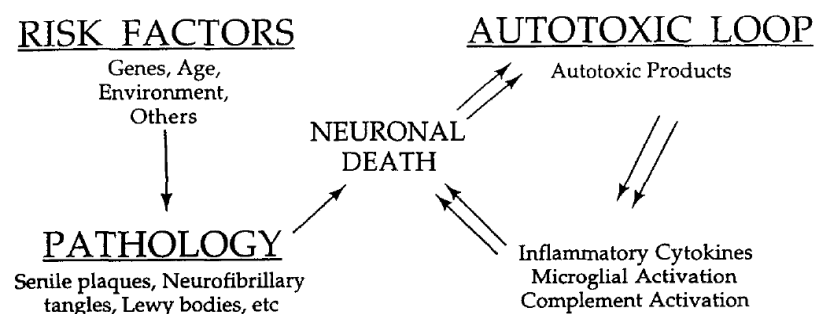 RISK FACTORS
Genes, Age,
Environment,
Others
PATHOLOGY
Senile plaques, Neurofibrillary
tangles, Lewy bodies, etc
NEURONAL
DEATH
AUTOTOXIC LOOP
Autotoxic Products
Inflammatory Cytokines
Microglial Activation
Complement Activation